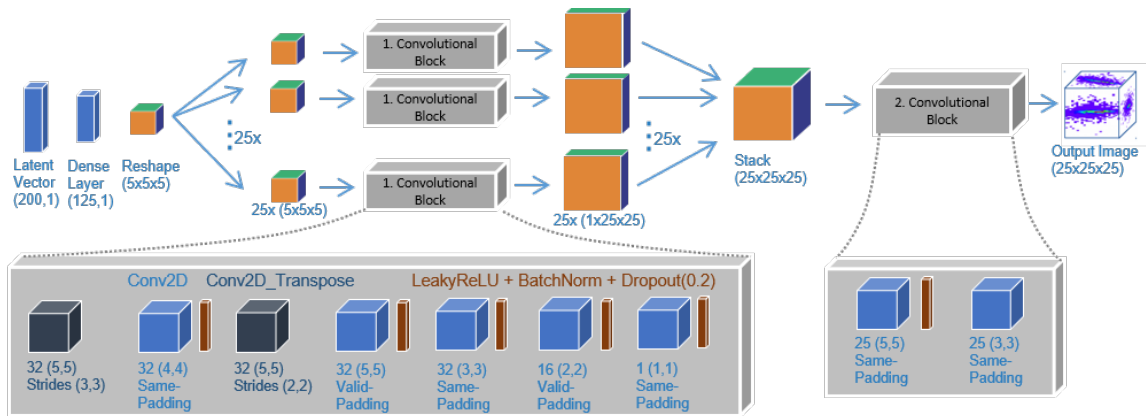 1. Convolutional
Block
1. Convolutional
Block
25x
25x
2. Convolutional
Block
Latent
Vector
(200,1)
Dense
Layer
(125,1)
Reshape
(5x5x5)
1. Convolutional
Block
Stack
(25x25x25)
Output Image
(25x25x25)
25x (5x5x5)
25x (1x25x25)
Conv2D
Conv2D_Transpose
LeakyReLU + BatchNorm + Dropout(0.2)
32 (5,5)
Strides (3,3)
32 (4,4)
Same-
Padding
32 (5,5)
Strides (2,2)
32 (5,5)
Valid-
Padding
32 (3,3)
Same-
Padding
16 (2,2)
Valid-
Padding
1 (1,1)
Same-
Padding
25 (5,5)
Same-
Padding
25 (3,3)
Same-
Padding